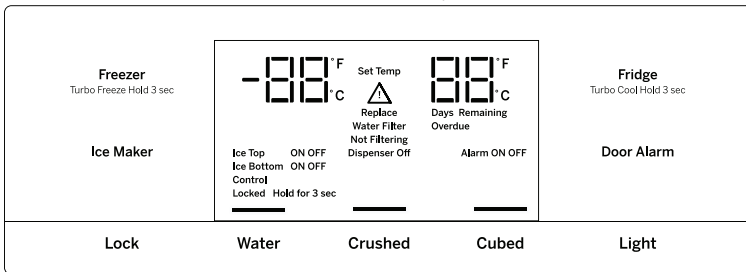 Freezer
Turbo Freeze Hold 3 sec
Ice Maker
-88 °F
°C
Set Temp
Replace
Water Filter
Not Filtering
Dispenser Off
88 °F
°C
Days Remaining
Overdue
Ice Top ON OFF
Ice Bottom ON OFF
Control
Locked Hold for 3 sec
Alarm ON OFF
Fridge
Turbo Cool Hold 3 sec
Door Alarm
Lock Water Crushed Cubed Light